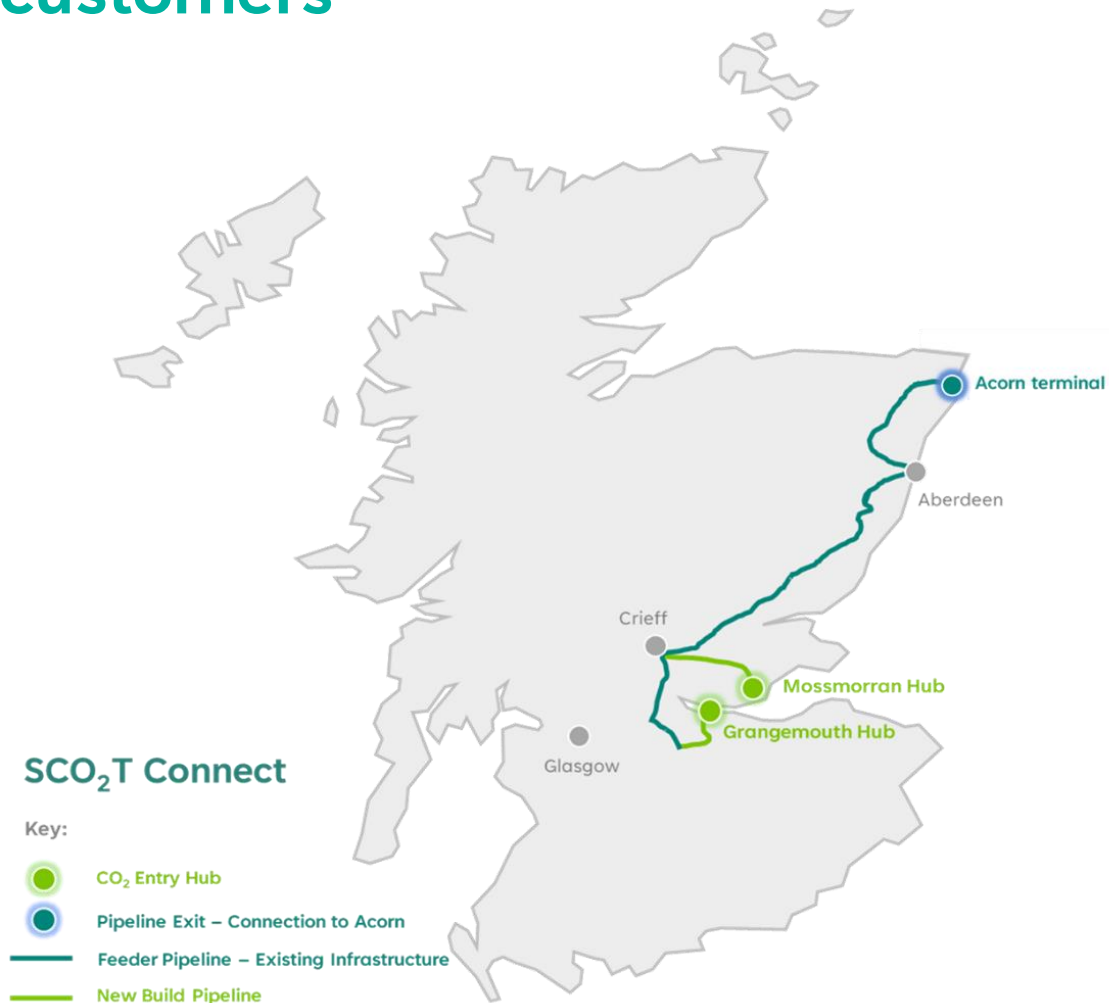 customers
Acorn terminal
Aberdeen
Crieff
Mossmorran Hub
Grangemouth Hub
Glasgow
SCO₂T Connect
Key:
CO₂ Entry Hub
Pipeline Exit – Connection to Acorn
Feeder Pipeline – Existing Infrastructure
New Build Pipeline